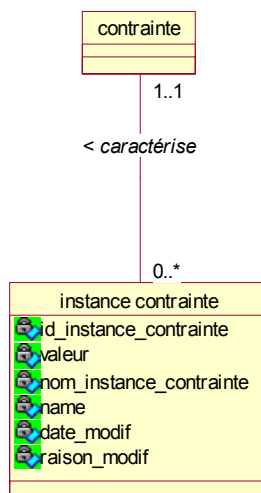 contrainte
1..1
< caractérise
0..*
instance contrainte
id_instance_contrainte
valeur
nom_instance_contrainte
name
date_modif
raison_modif